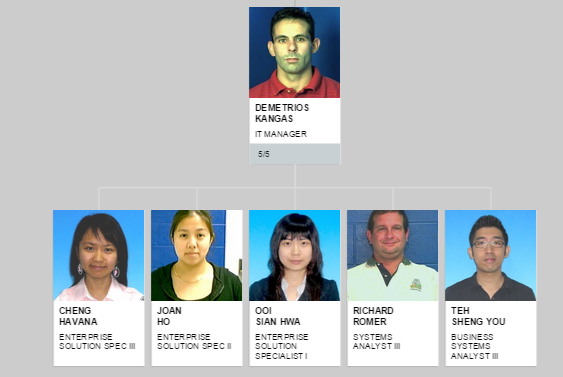 DEMETRIOS
KANGAS
IT MANAGER
5/5
CHENG
HAVANA
ENTERPRISE
SOLUTION SPEC III
JOAN
HO
ENTERPRISE
SOLUTION SPEC II
OOI
SIAN HWA
ENTERPRISE
SOLUTION
SPECIALIST I
RICHARD
ROMER
SYSTEMS
ANALYST III
TEH
SHENG YOU
BUSINESS
SYSTEMS
ANALYST III